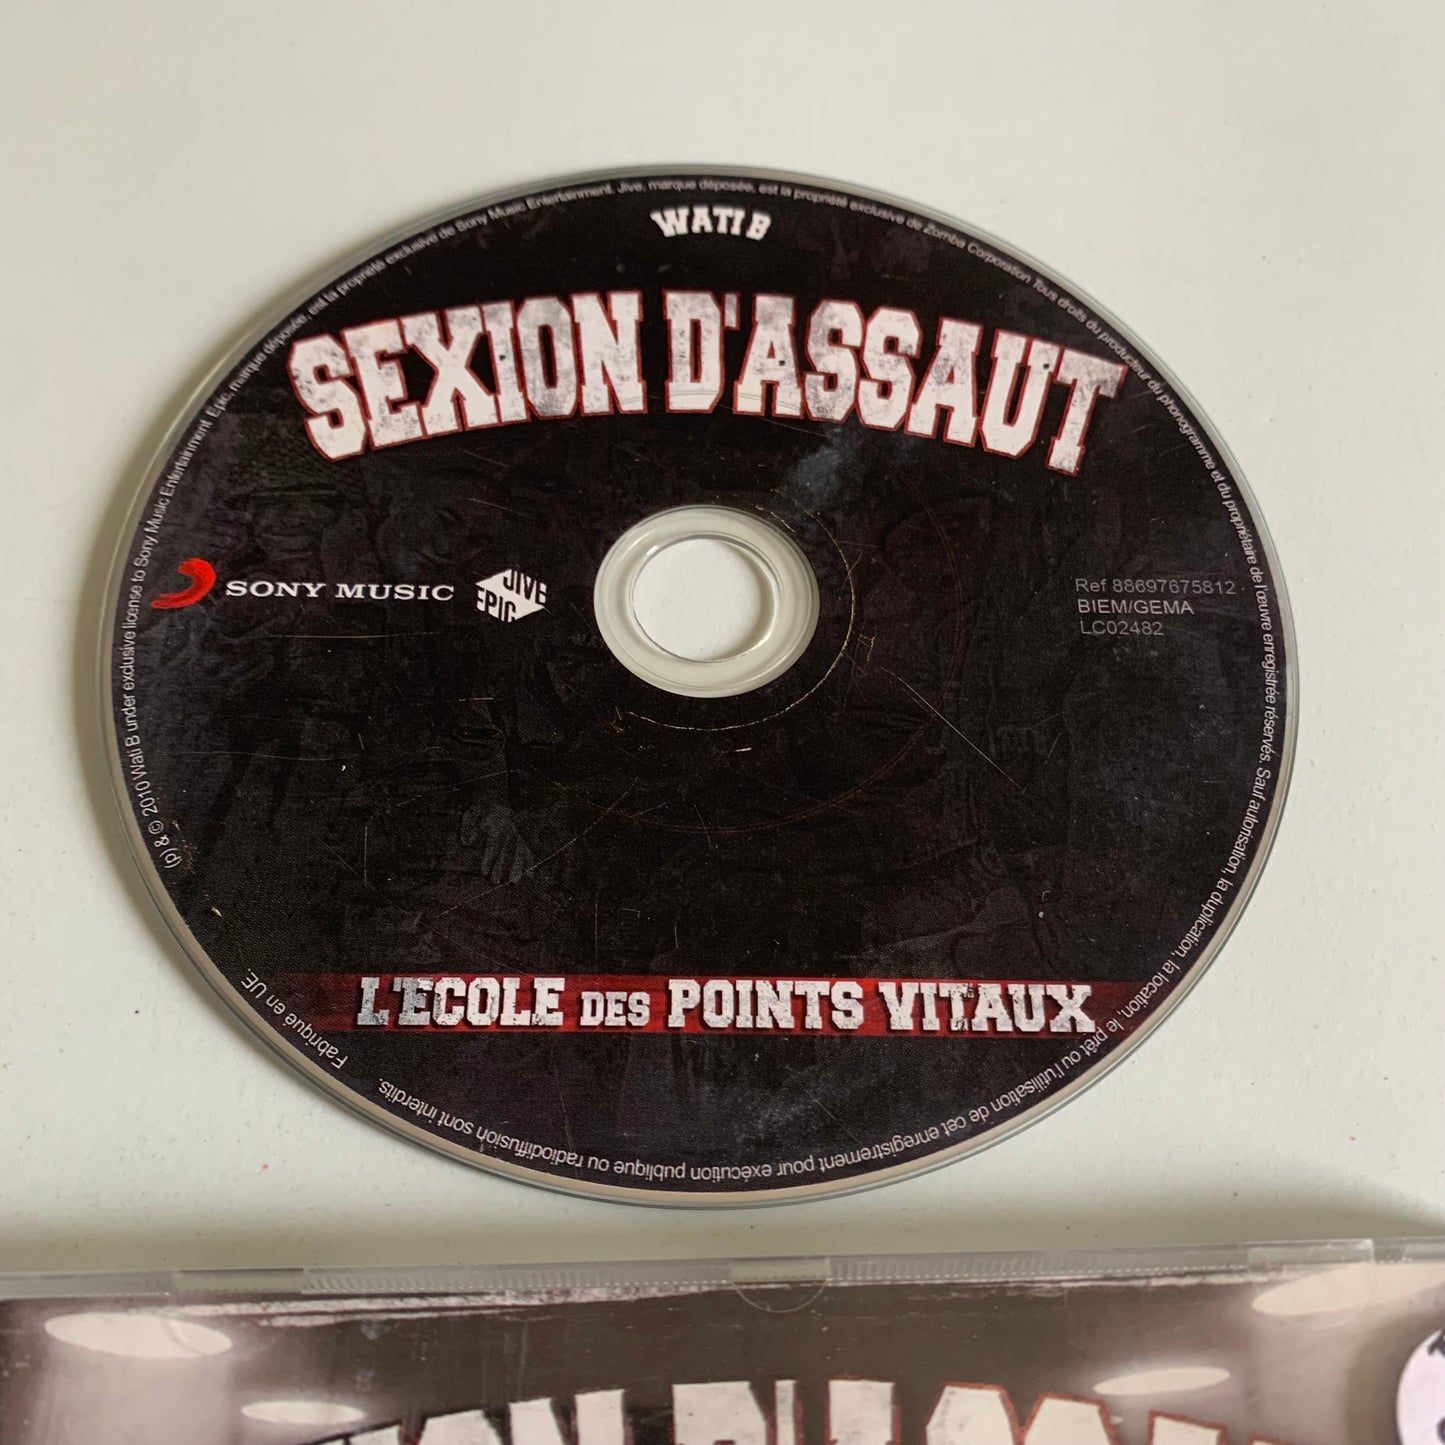 WATI B
SEXION D'ASSAUT
SONY MUSIC
JIVE
EPIC
Ref 88697675812
BIEM/GEMA
LC02482
L'ECOLE DES POINTS VITAUX
(p) & © 2010 Wati B under exclusive license to Sony Music Entertainment Epic, marque déposée, est la propriété exclusive de Sony Music Entertainment. Jive, marque déposée, est la propriété exclusive de Zomba Corporation Tous droits du producteur du phonogramme et du propriétaire de l'œuvre enregistrée réservés. Sauf autorisation, la duplication, la location, le prêt ou l'utilisation de cet enregistrement pour exécution publique ou radiodiffusion sont interdits. Fabriqué en UE.